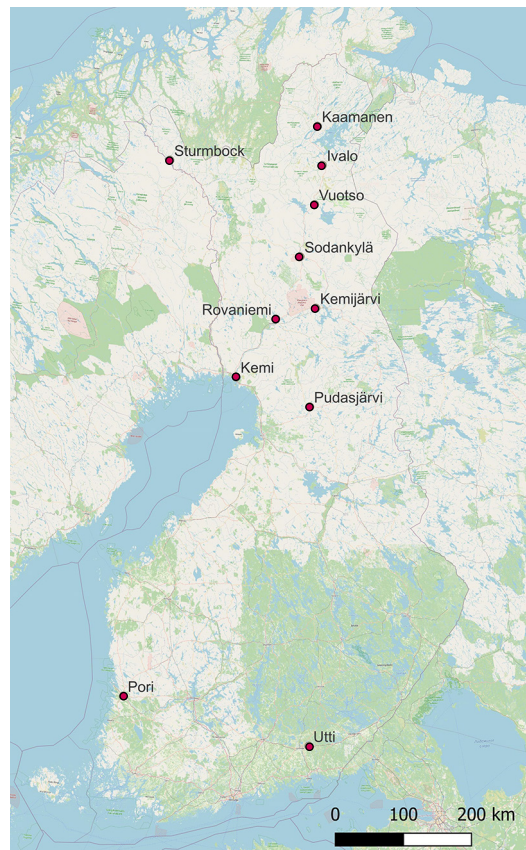 Kaamanen
Sturmbock
Ivalo
Vuotso
Sodankylä
Rovaniemi
Kemijärvi
Kemi
Pudasjärvi
Pori
Utti
0 100 200 km